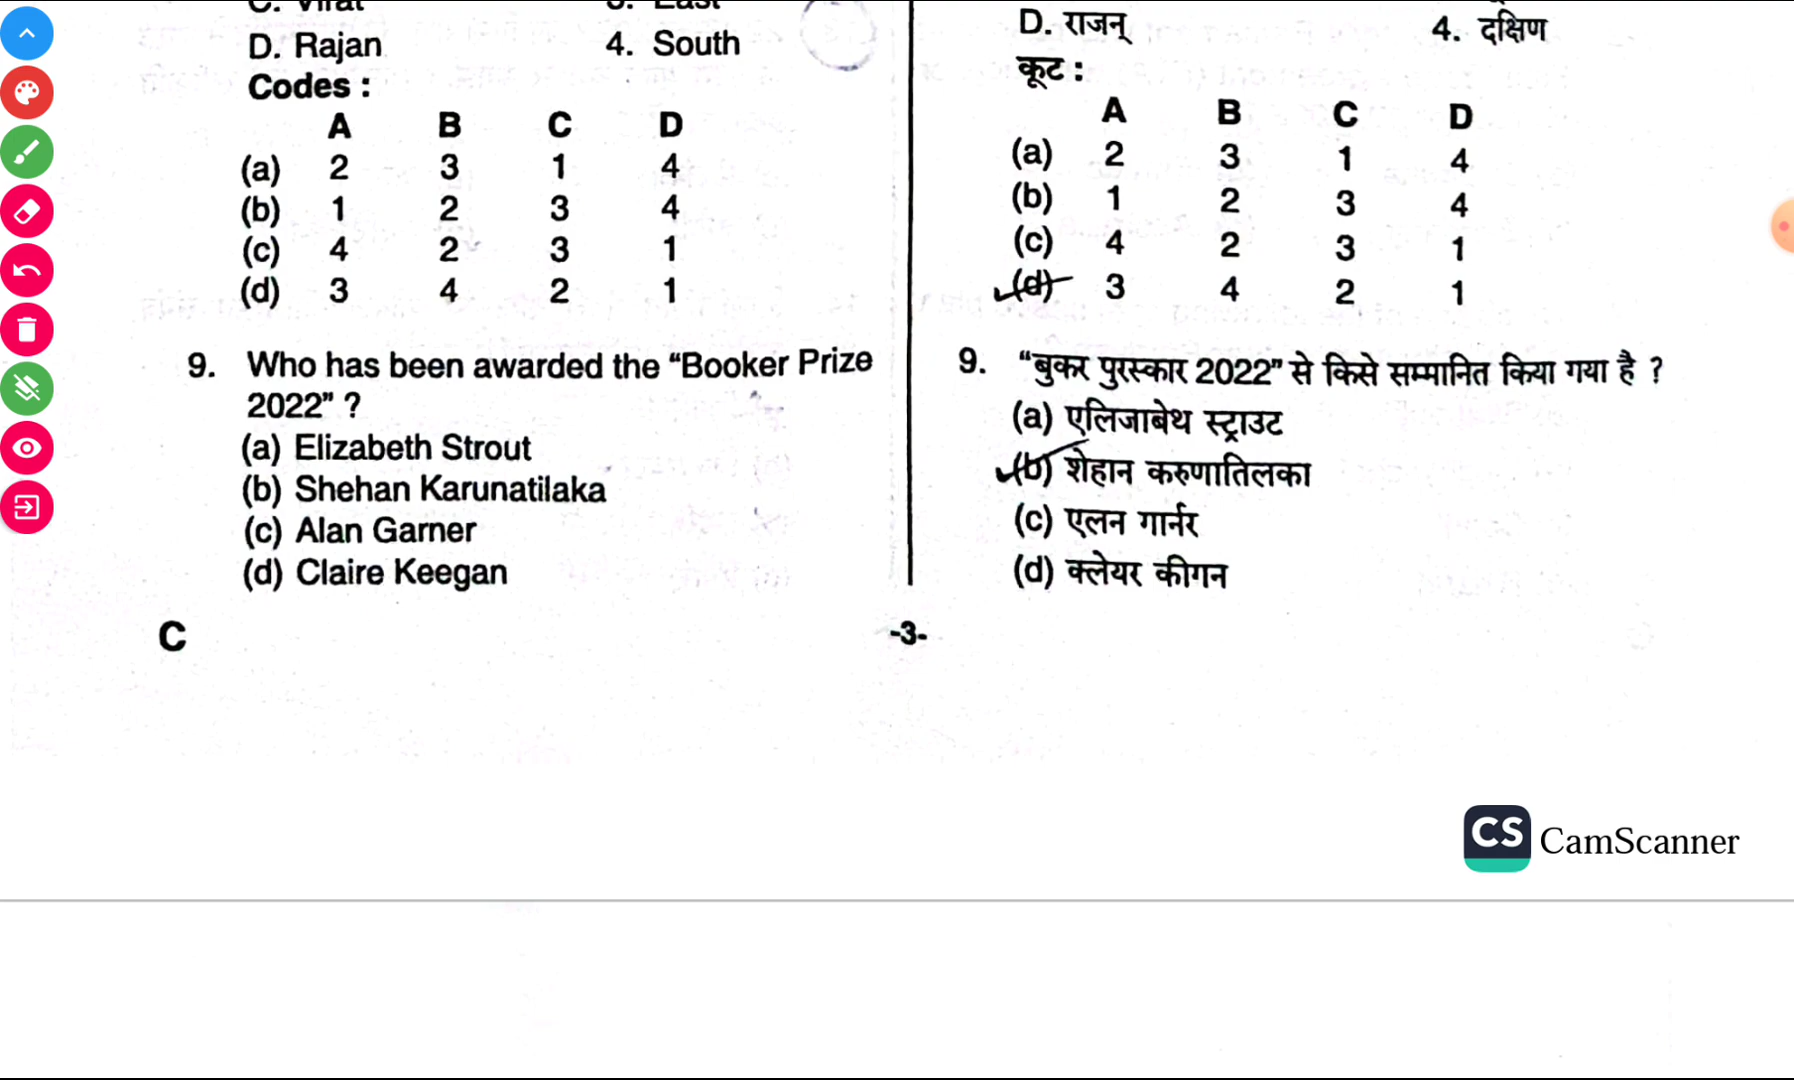 C. Virat
3. East
D. Rajan
4. South
Codes :
A B C D
(a) 2 3 1 4
(b) 1 2 3 4
(c) 4 2 3 1
(d) 3 4 2 1
9. Who has been awarded the “Booker Prize
2022” ?
(a) Elizabeth Strout
(b) Shehan Karunatilaka
(c) Alan Garner
(d) Claire Keegan
C
D. राजन्
4. दक्षिण
कूट :
A B C D
(a) 2 3 1 4
(b) 1 2 3 4
(c) 4 2 3 1
(d) 3 4 2 1
9. “बुकर पुरस्कार 2022” से किसे सम्मानित किया गया है ?
(a) एलिजाबेथ स्ट्राउट
(b) शेहान करुणातिलका
(c) एलन गार्नर
(d) क्लेयर कीगन
-3-
CS CamScanner